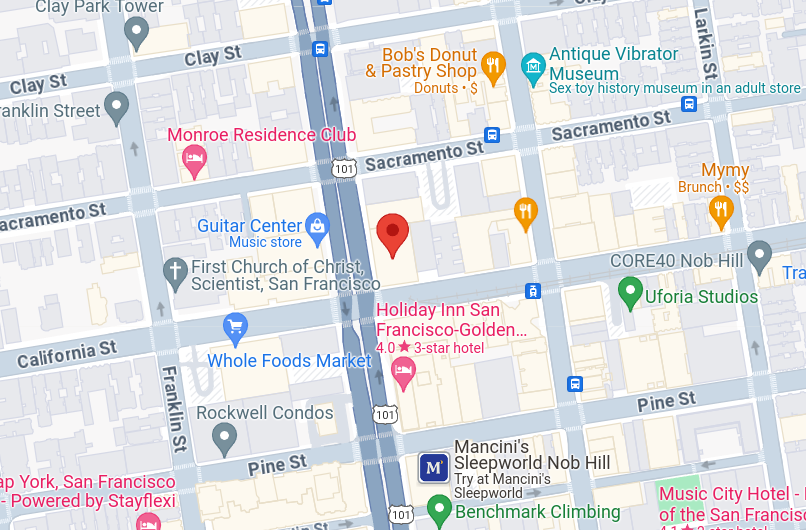 Clay Park Tower
Clay St
Clay St
Larkin St
Bob's Donut
& Pastry Shop
Donuts • $
Antique Vibrator
Museum
Sex toy history museum in an adult store
ranklin Street
Monroe Residence Club
101
Sacramento St
Sacramento St
acramento St
Mymy
Brunch • $$
Guitar Center
Music store
First Church of Christ,
Scientist, San Francisco
CORE40 Nob Hill
Tra
Uforia Studios
Holiday Inn San
Francisco-Golden...
4.0★ 3-star hotel
California St
Whole Foods Market
Franklin St
Rockwell Condos
101
Pine St
Pine St
M
Mancini's
Sleepworld Nob Hill
Try at Mancini's
Sleepworld
ap York, San Francisco
- Powered by Stayflexi
101
Benchmark Climbing
Music City Hotel -
of the San Francisc